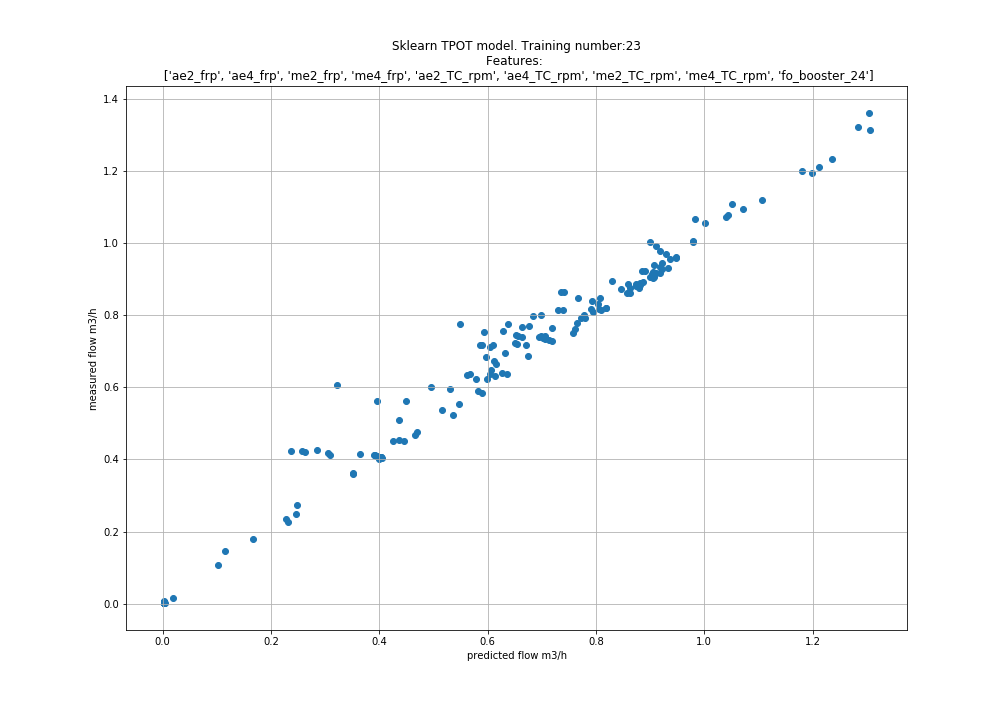 Sklearn TPOT model. Training number:23
Features:
['ae2_frp', 'ae4_frp', 'me2_frp', 'me4_frp', 'ae2_TC_rpm', 'ae4_TC_rpm', 'me2_TC_rpm', 'me4_TC_rpm', 'fo_booster_24']
1.4
1.2
1.0
0.8
0.6
0.4
0.2
0.0
measured flow m3/h
0.0 0.2 0.4 0.6 0.8 1.0 1.2
predicted flow m3/h